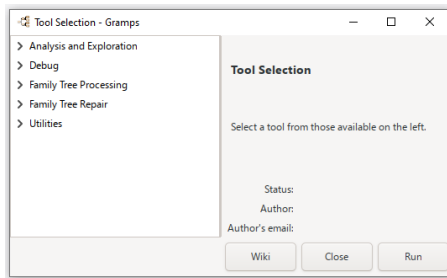 Tool Selection - Gramps
Analysis and Exploration
Debug
Family Tree Processing
Family Tree Repair
Utilities
Tool Selection
Select a tool from those available on the left.
Status:
Author:
Author's email:
Wiki
Close
Run